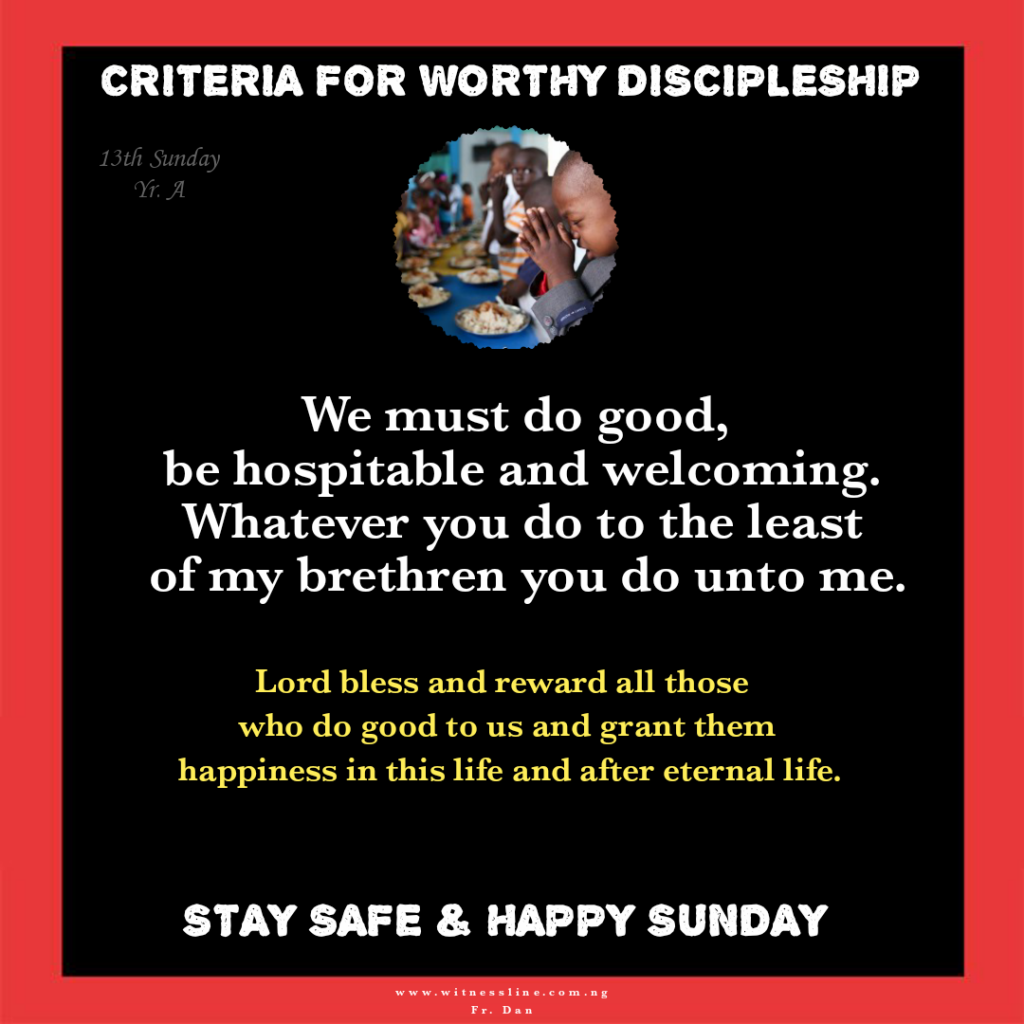 CRITERIA FOR WORTHY DISCIPLESHIP
13th Sunday
Yr. A
We must do good,
be hospitable and welcoming.
Whatever you do to the least
of my brethren you do unto me.
Lord bless and reward all those
who do good to us and grant them
happiness in this life and after eternal life.
STAY SAFE & HAPPY SUNDAY
www.witnessline.com.ng
Fr. Dan